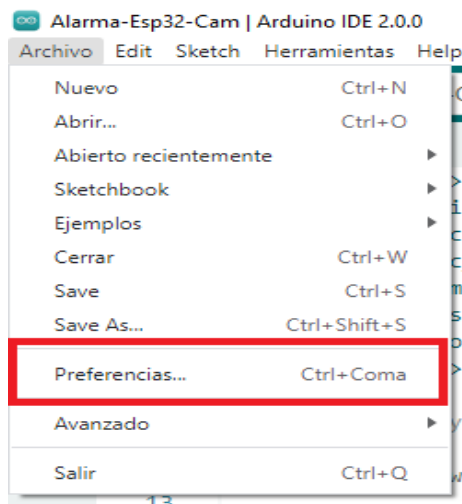 Alarma-Esp32-Cam | Arduino IDE 2.0.0
Archivo Edit Sketch Herramientas Help
Nuevo Ctrl+N
Abrir... Ctrl+O
Abierto recientemente
Sketchbook
Ejemplos
Cerrar Ctrl+W
Save Ctrl+S
Save As... Ctrl+Shift+S
Preferencias... Ctrl+Coma
Avanzado
Salir Ctrl+Q
13